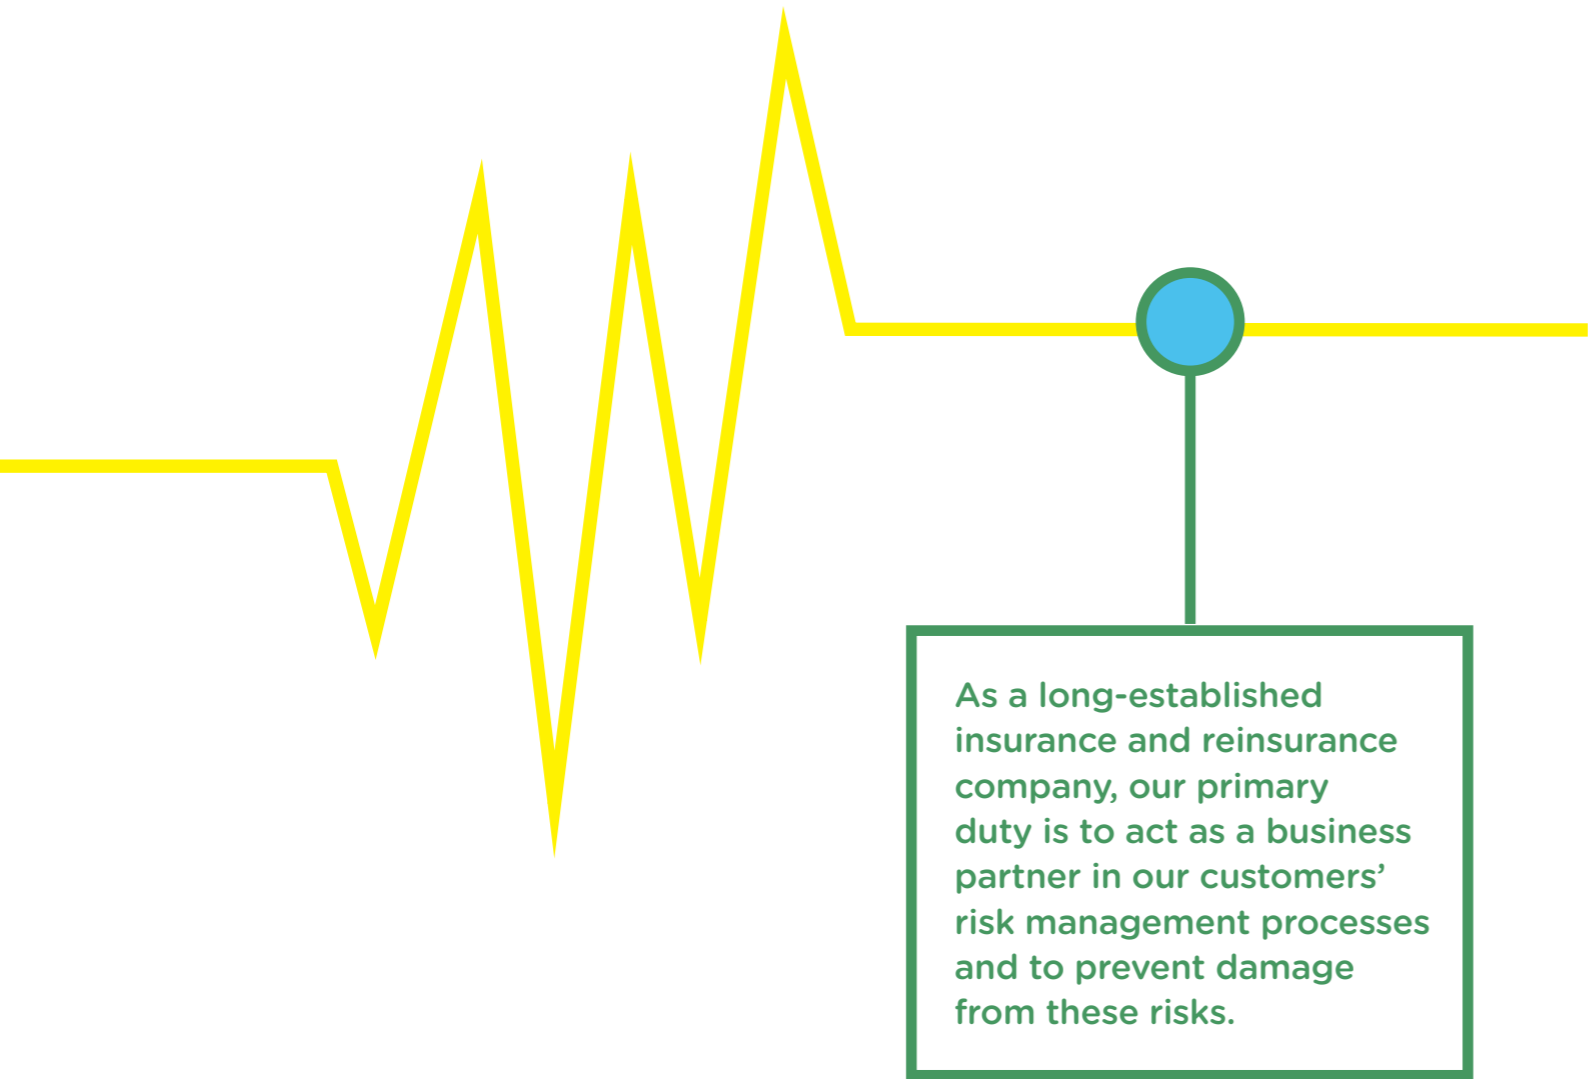 As a long-established
insurance and reinsurance
company, our primary
duty is to act as a business
partner in our customers’
risk management processes
and to prevent damage
from these risks.